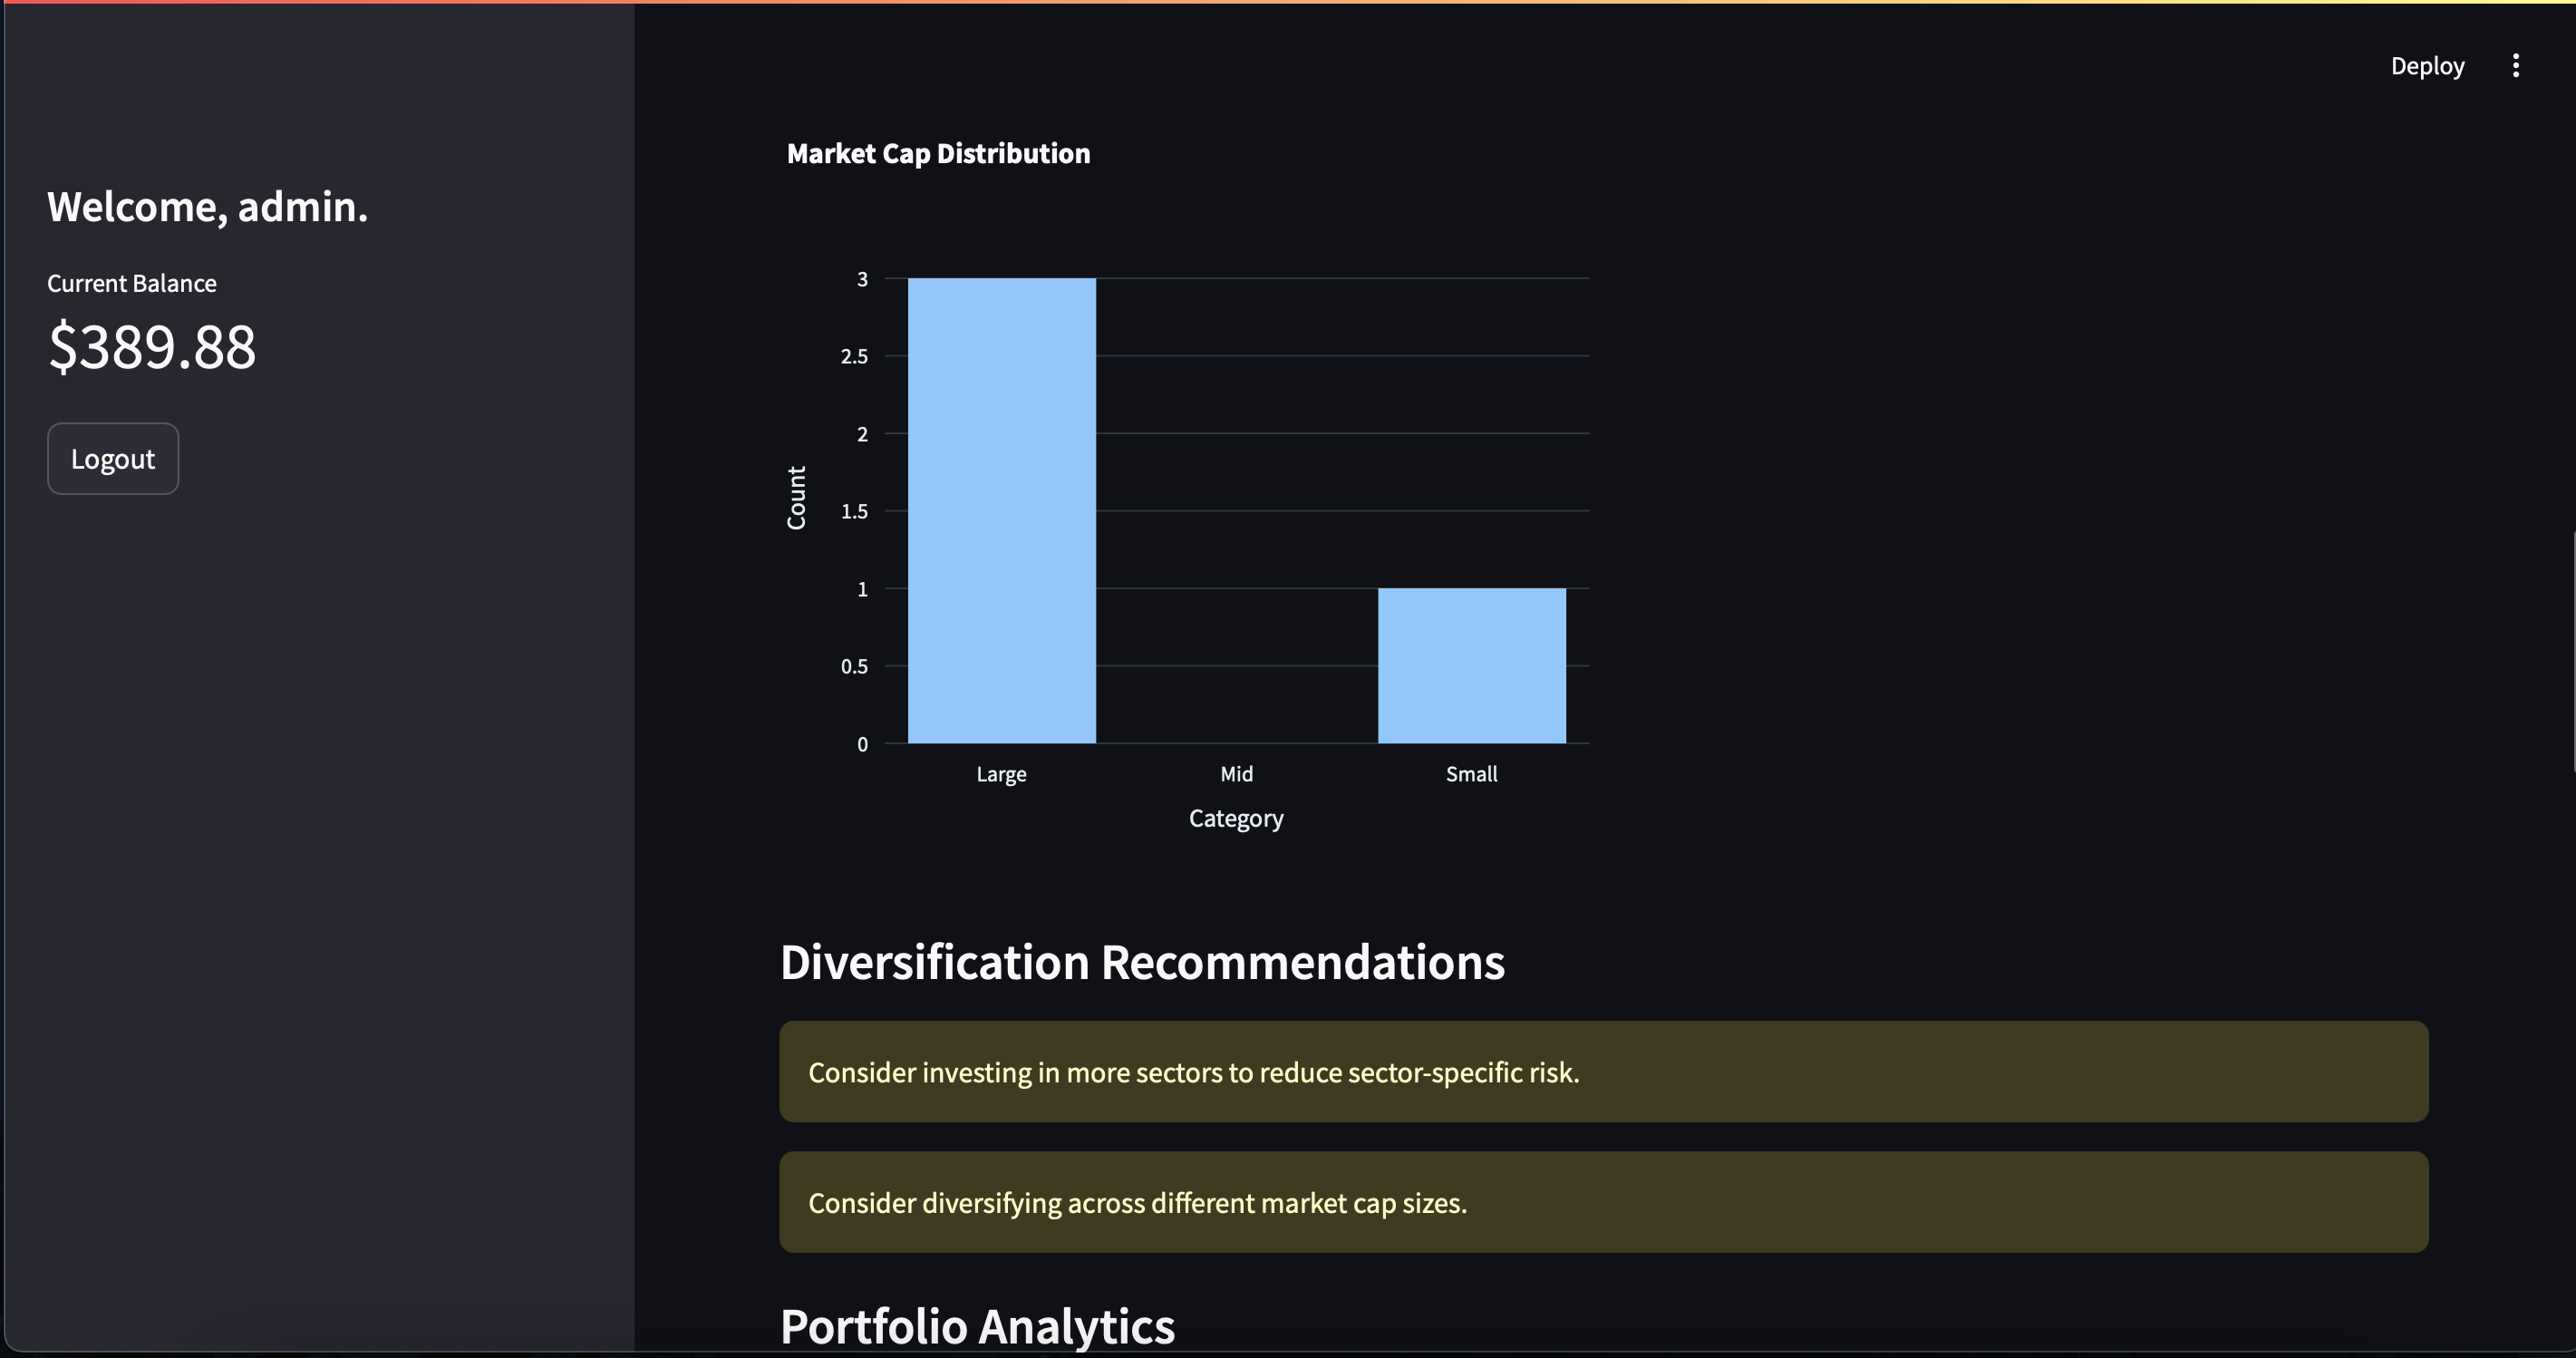 Deploy
Welcome, admin.
Current Balance
$389.88
Logout
Market Cap Distribution
3
2.5
2
1.5
1
0.5
0
Count
Large
Mid
Small
Category
Diversification Recommendations
Consider investing in more sectors to reduce sector-specific risk.
Consider diversifying across different market cap sizes.
Portfolio Analytics